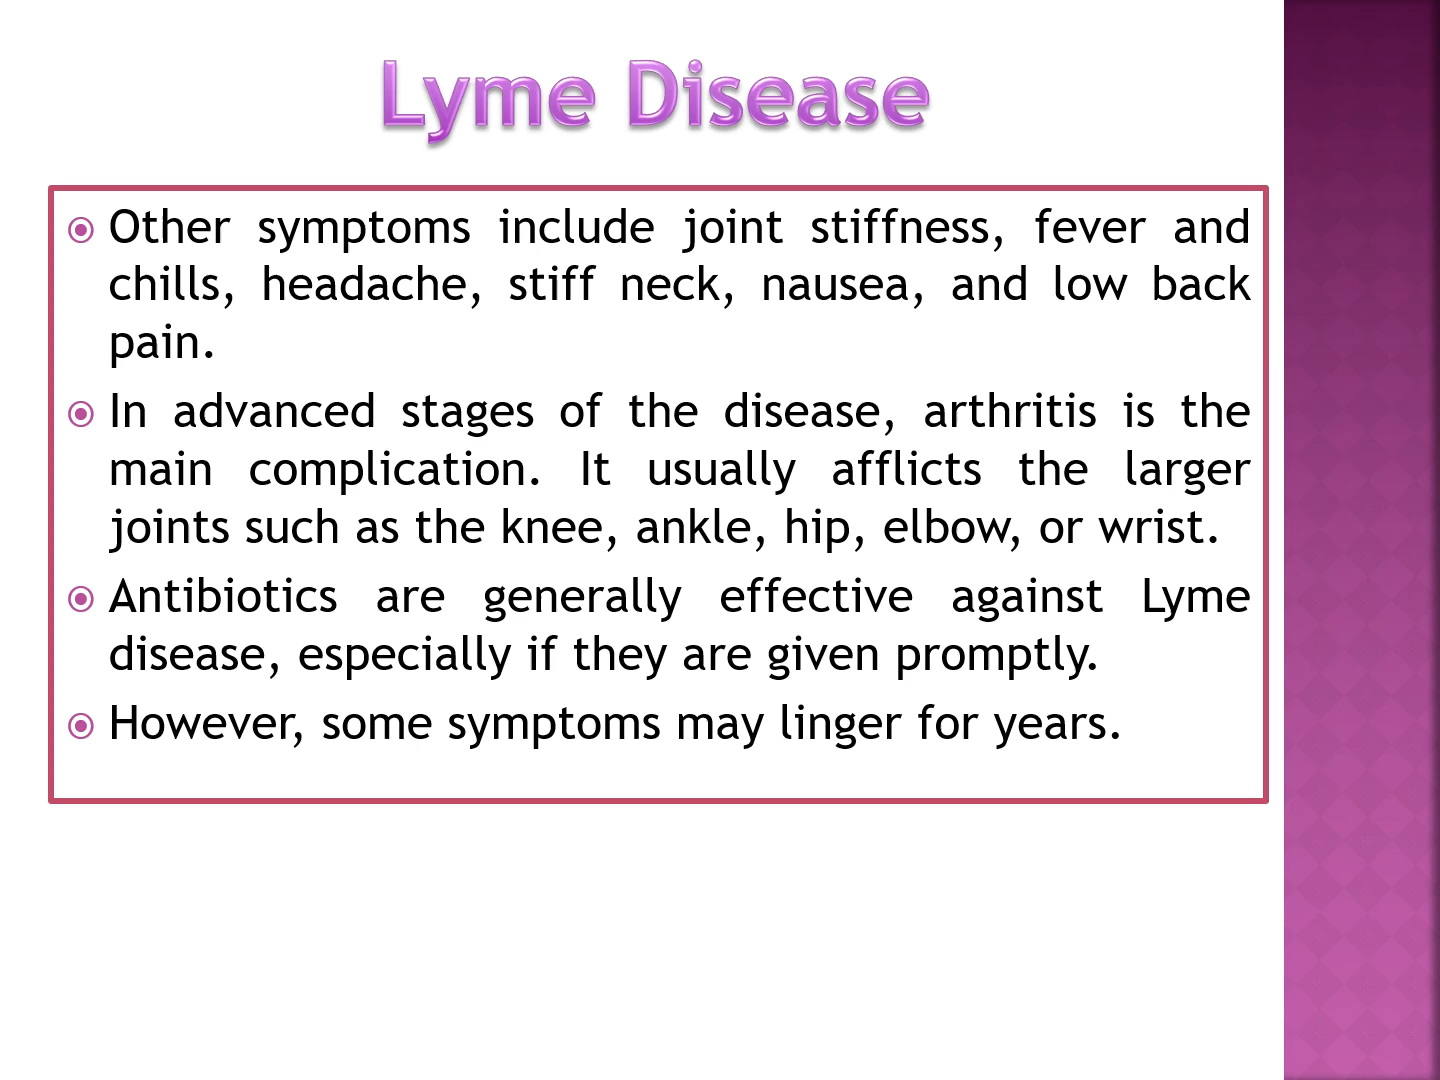 Lyme Disease
Other symptoms include joint stiffness, fever and
chills, headache, stiff neck, nausea, and low back
pain.
In advanced stages of the disease, arthritis is the
main complication. It usually afflicts the larger
joints such as the knee, ankle, hip, elbow, or wrist.
Antibiotics are generally effective against Lyme
disease, especially if they are given promptly.
However, some symptoms may linger for years.